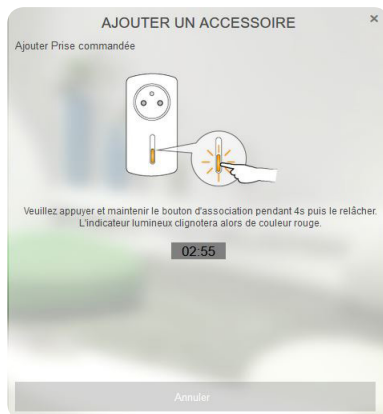 AJOUTER UN ACCESSOIRE ×
Ajouter Prise commandée
Veuillez appuyer et maintenir le bouton d'association pendant 4s puis le relâcher.
L'indicateur lumineux clignotera alors de couleur rouge.
02:55
Annuler